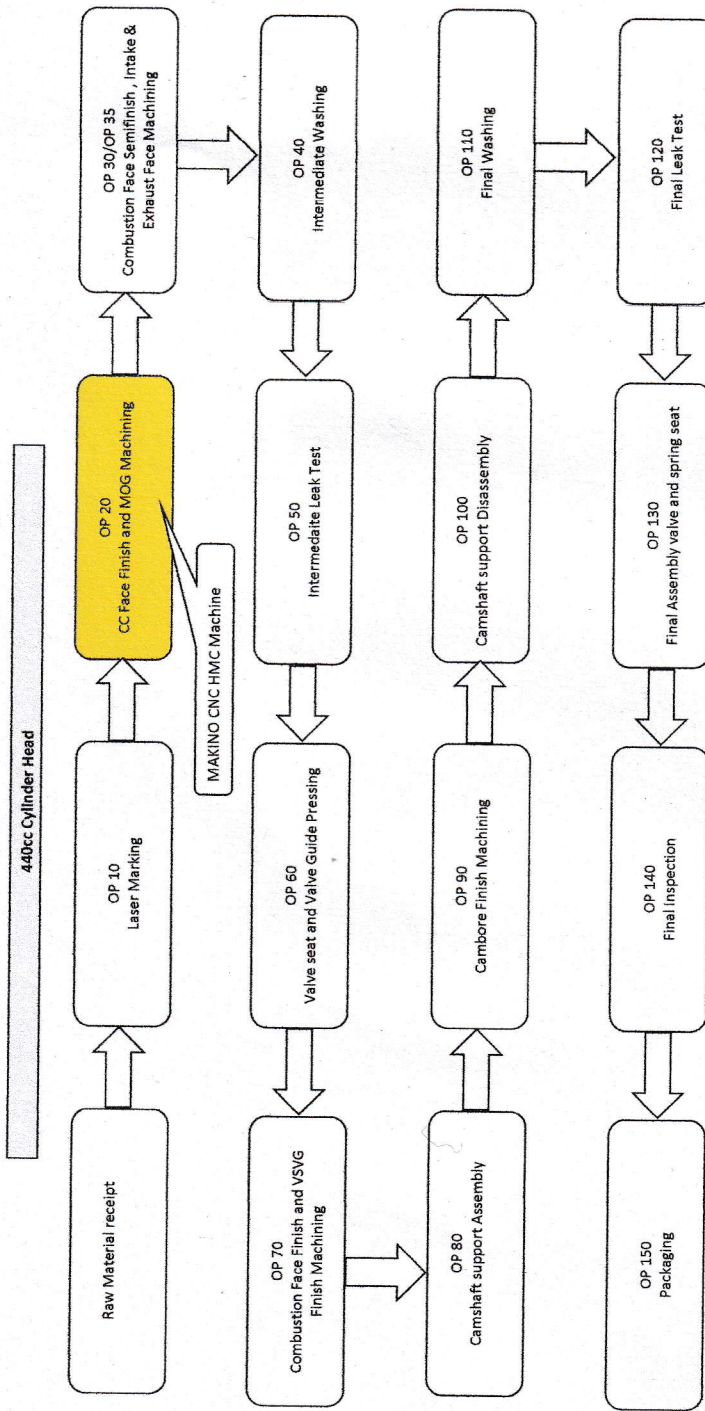 440cc Cylinder Head
Raw Material receipt
OP 10
Laser Marking
OP 20
CC Face Finish and MOG Machining
MAKINO CNC HMC Machine
OP 30/OP 35
Combustion Face Semifinish , Intake &
Exhaust Face Machining
OP 40
Intermediate Washing
OP 50
Intermedaite Leak Test
OP 60
Valve seat and Valve Guide Pressing
OP 70
Combustion Face Finish and VSVG
Finish Machining
OP 80
Camshaft support Assembly
OP 90
Cambore Finish Machining
OP 100
Camshaft support Disassembly
OP 110
Final Washing
OP 120
Final Leak Test
OP 130
Final Assembly valve and spring seat
OP 140
Final Inspection
OP 150
Packaging